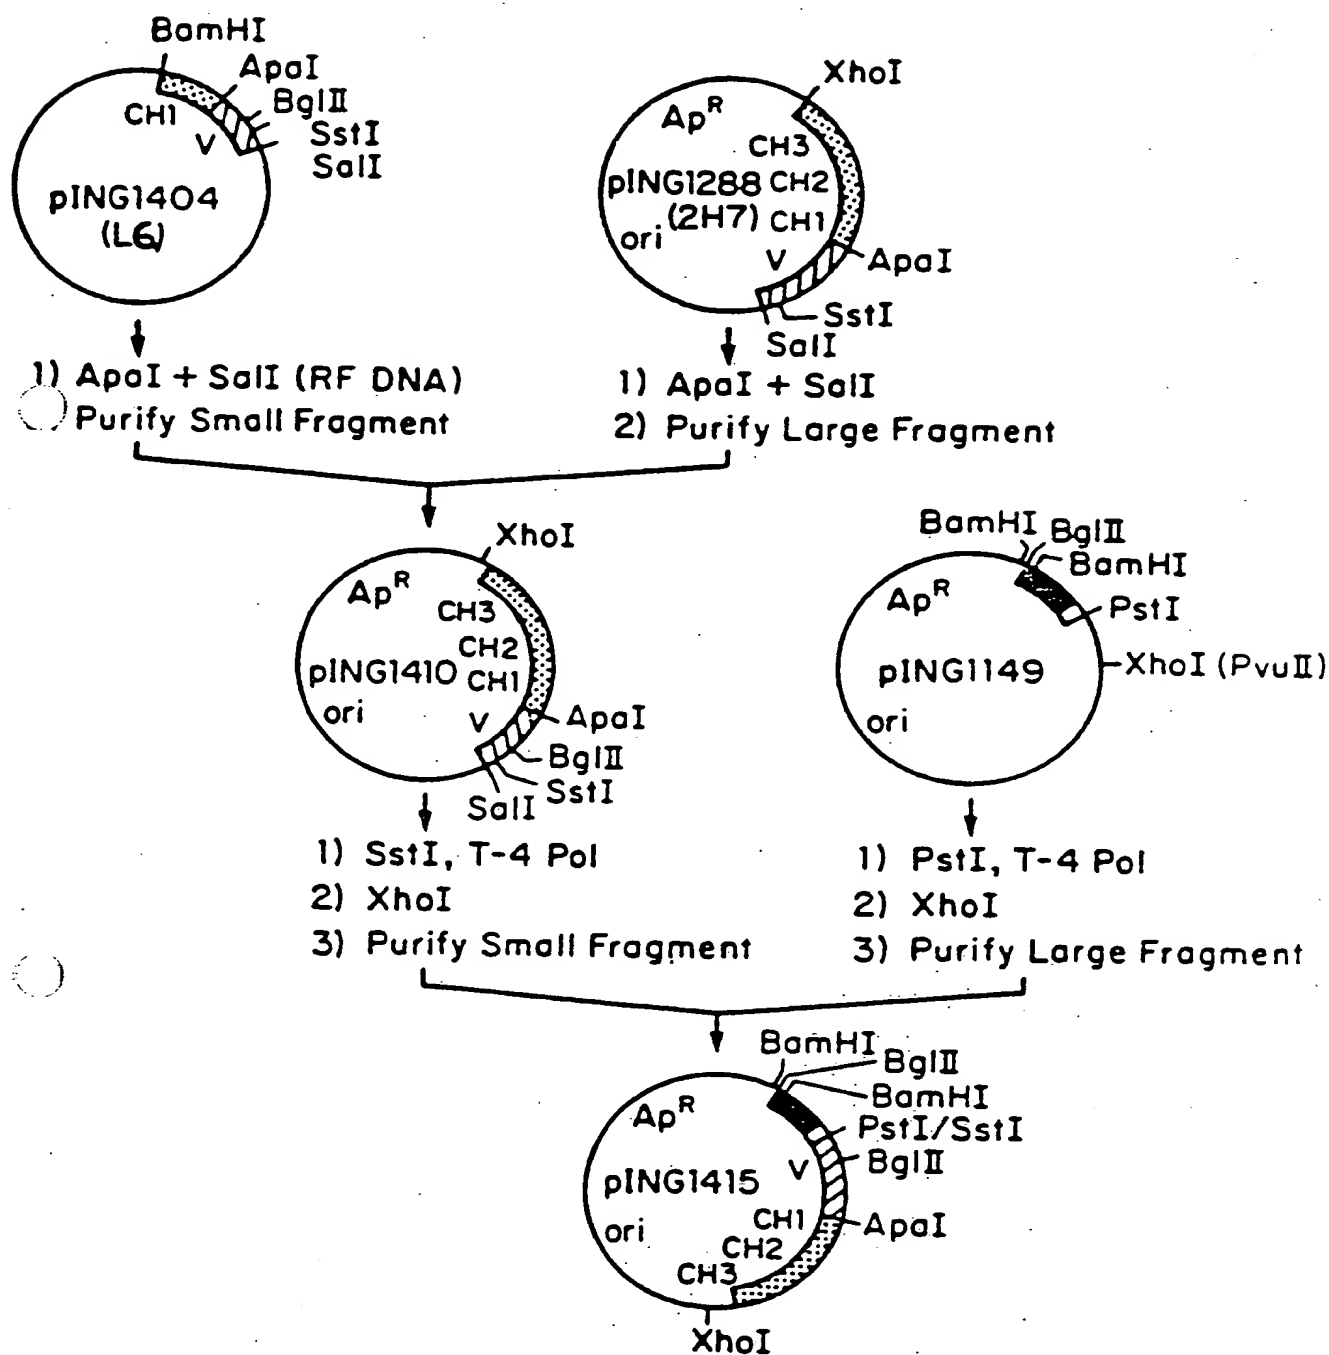 BamHI
ApaI
BglII
SstI
SalI
CH1
V
pING1404
(L6)
1) ApaI + SalI (RF DNA)
Purify Small Fragment
XhoI
Ap^R
CH3
pING1288 CH2
(2H7) CH1
ori
V
ApaI
SstI
SalI
1) ApaI + SalI
2) Purify Large Fragment
XhoI
Ap^R
CH3
CH2
pING1410 CH1
ori
V
ApaI
BglII
SstI
SalI
1) SstI, T-4 Pol
2) XhoI
3) Purify Small Fragment
BamHI
BglII
BamHI
Ap^R
PstI
XhoI (PvuII)
pING1149
ori
1) PstI, T-4 Pol
2) XhoI
3) Purify Large Fragment
BamHI
BglII
BamHI
Ap^R
PstI/SstI
V
BglII
pING1415
ori
CH1
ApaI
CH2
CH3
XhoI